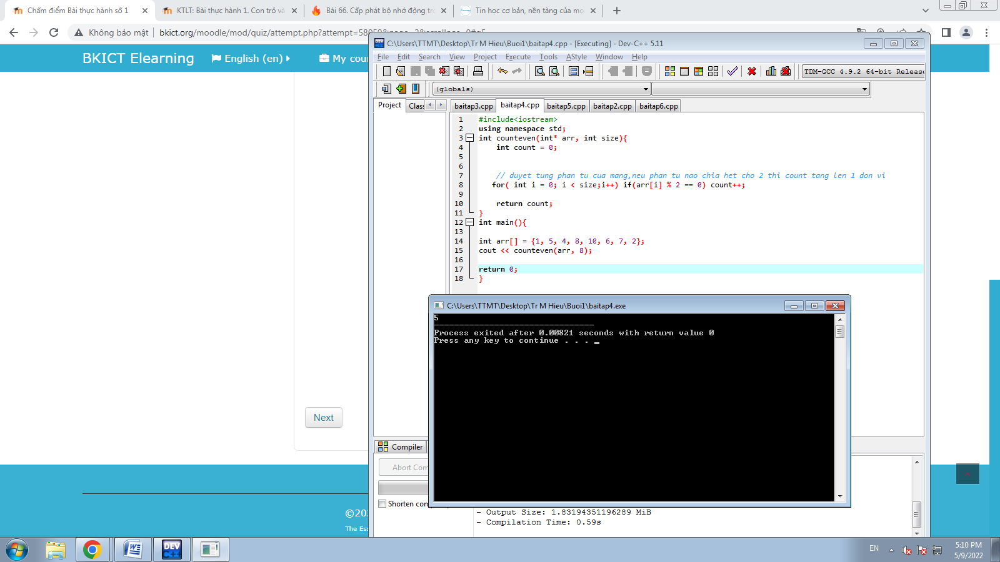 Chấm điểm Bài thực hành số 1
KTLT: Bài thực hành 1. Con trỏ và
Bài 66. Cấp phát bộ nhớ động tro
Tin học cơ bản, nền tảng của mọ
Không bảo mật
bkict.org/moodle/mod/quiz/attempt.php?attempt=58059&page=2&scrollpos=0#q5
BKICT Elearning
English (en)
My cou
C:\Users\TTMT\Desktop\Tr M Hieu\Buoi1\baitap4.cpp - [Executing] - Dev-C++ 5.11
File Edit Search View Project Execute Tools AStyle Window Help
TDM-GCC 4.9.2 64-bit Release
(globals)
Project Clas
baitap3.cpp baitap4.cpp baitap5.cpp baitap2.cpp baitap6.cpp
1 #include<iostream>
2 using namespace std;
3 int counteven(int* arr, int size){
4 int count = 0;
5
6
7 // duyet tung phan tu cua mang,neu phan tu nao chia het cho 2 thi count tang len 1 don vi
8 for( int i = 0; i < size;i++) if(arr[i] % 2 == 0) count++;
9
10 return count;
11 }
12 int main(){
13
14 int arr[] = {1, 5, 4, 8, 10, 6, 7, 2};
15 cout << counteven(arr, 8);
16
17 return 0;
18 }
C:\Users\TTMT\Desktop\Tr M Hieu\Buoi1\baitap4.exe
5
--------------------------------
Process exited after 0.00821 seconds with return value 0
Press any key to continue . . .
Next
Compiler
Abort Com
Shorten com
- Output Size: 1.83194351196289 MiB
- Compilation Time: 0.59s
©202
The Ess
DEV C++
EN
5:10 PM
5/9/2022